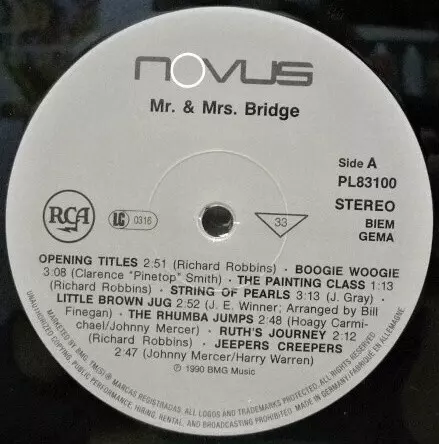 NOVUS
Mr. & Mrs. Bridge
Side A
PL83100
STEREO
BIEM
GEMA
RCA
LC 0316
33
OPENING TITLES 2:51 (Richard Robbins) · BOOGIE WOOGIE
3:08 (Clarence "Pinetop" Smith) · THE PAINTING CLASS 1:13
(Richard Robbins) · STRING OF PEARLS 3:13 (J. Gray) ·
LITTLE BROWN JUG 2:52 (J. E. Winner; Arranged by Bill
Finegan) · THE RHUMBA JUMPS 2:48 (Hoagy Carmi-
chael/Johnny Mercer) · RUTH'S JOURNEY 2:12
(Richard Robbins) · JEEPERS CREEPERS
2:47 (Johnny Mercer/Harry Warren)
℗ 1990 BMG Music
MARKETED BY BMG. TM(S) ® MARCAS REGISTRADAS. ALL LOGOS AND TRADEMARKS PROTECTED. ALL RIGHTS RESERVED.
UNAUTHORIZED COPYING, PUBLIC PERFORMANCE, HIRING, RENTAL, AND BROADCASTING PROHIBITED. MADE IN GERMANY/FABRIQUÉ EN ALLEMAGNE.